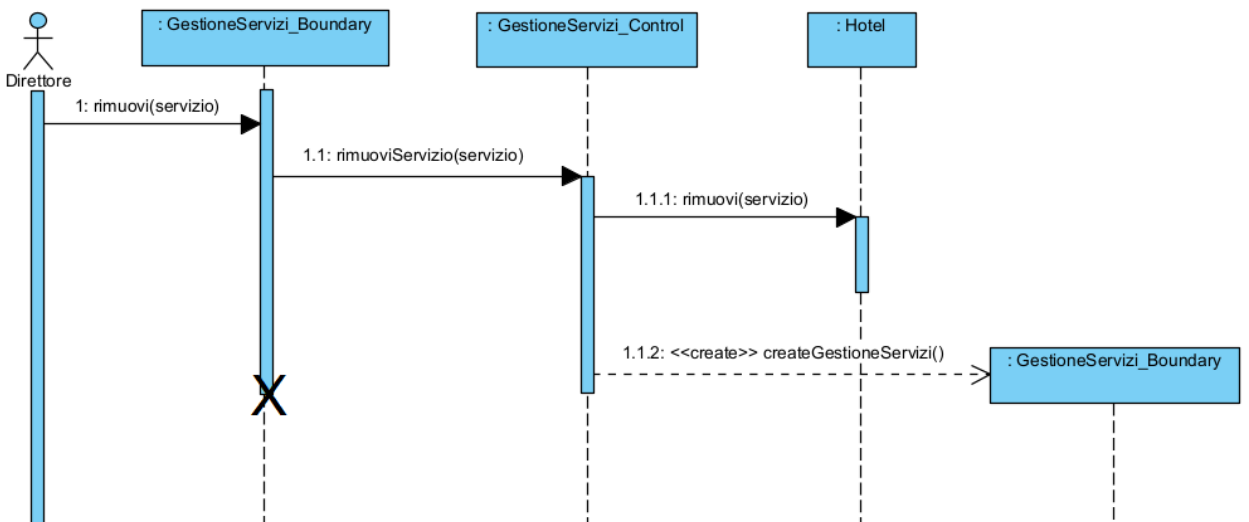 : GestioneServizi_Boundary
: GestioneServizi_Control
: Hotel
Direttore
1: rimuovi(servizio)
1.1: rimuoviServizio(servizio)
1.1.1: rimuovi(servizio)
1.1.2: <<create>> createGestioneServizi()
: GestioneServizi_Boundary